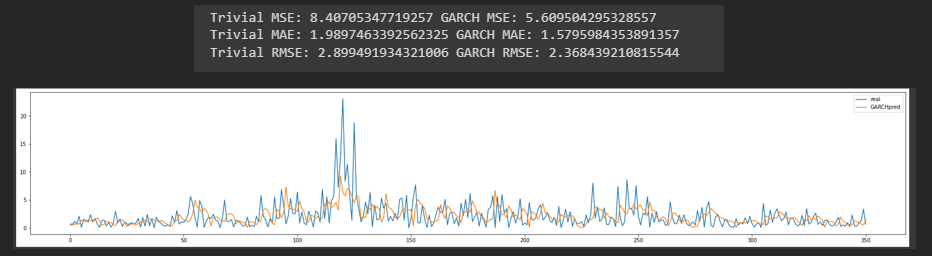 Trivial MSE: 8.40705347719257 GARCH MSE: 5.609504295328557
Trivial MAE: 1.9897463392562325 GARCH MAE: 1.5795984353891357
Trivial RMSE: 2.899491934321006 GARCH RMSE: 2.368439210815544
real
GARCHpred
20
15
10
5
0
0 50 100 150 200 250 300 350